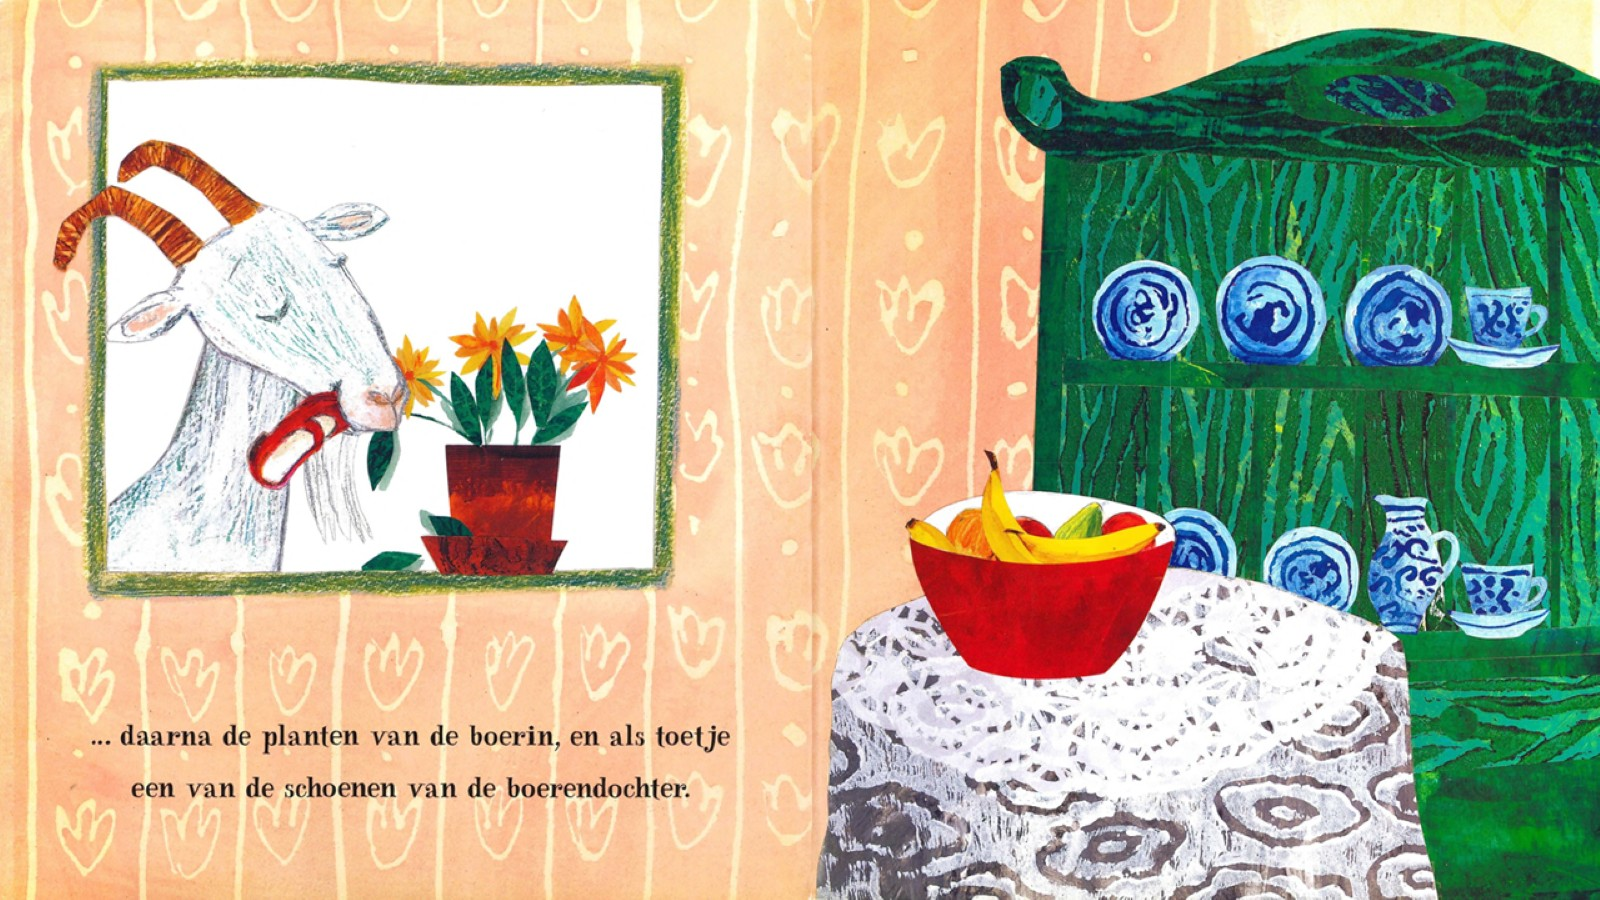 ... daarna de planten van de boerin, en als toetje
een van de schoenen van de boerendochter.